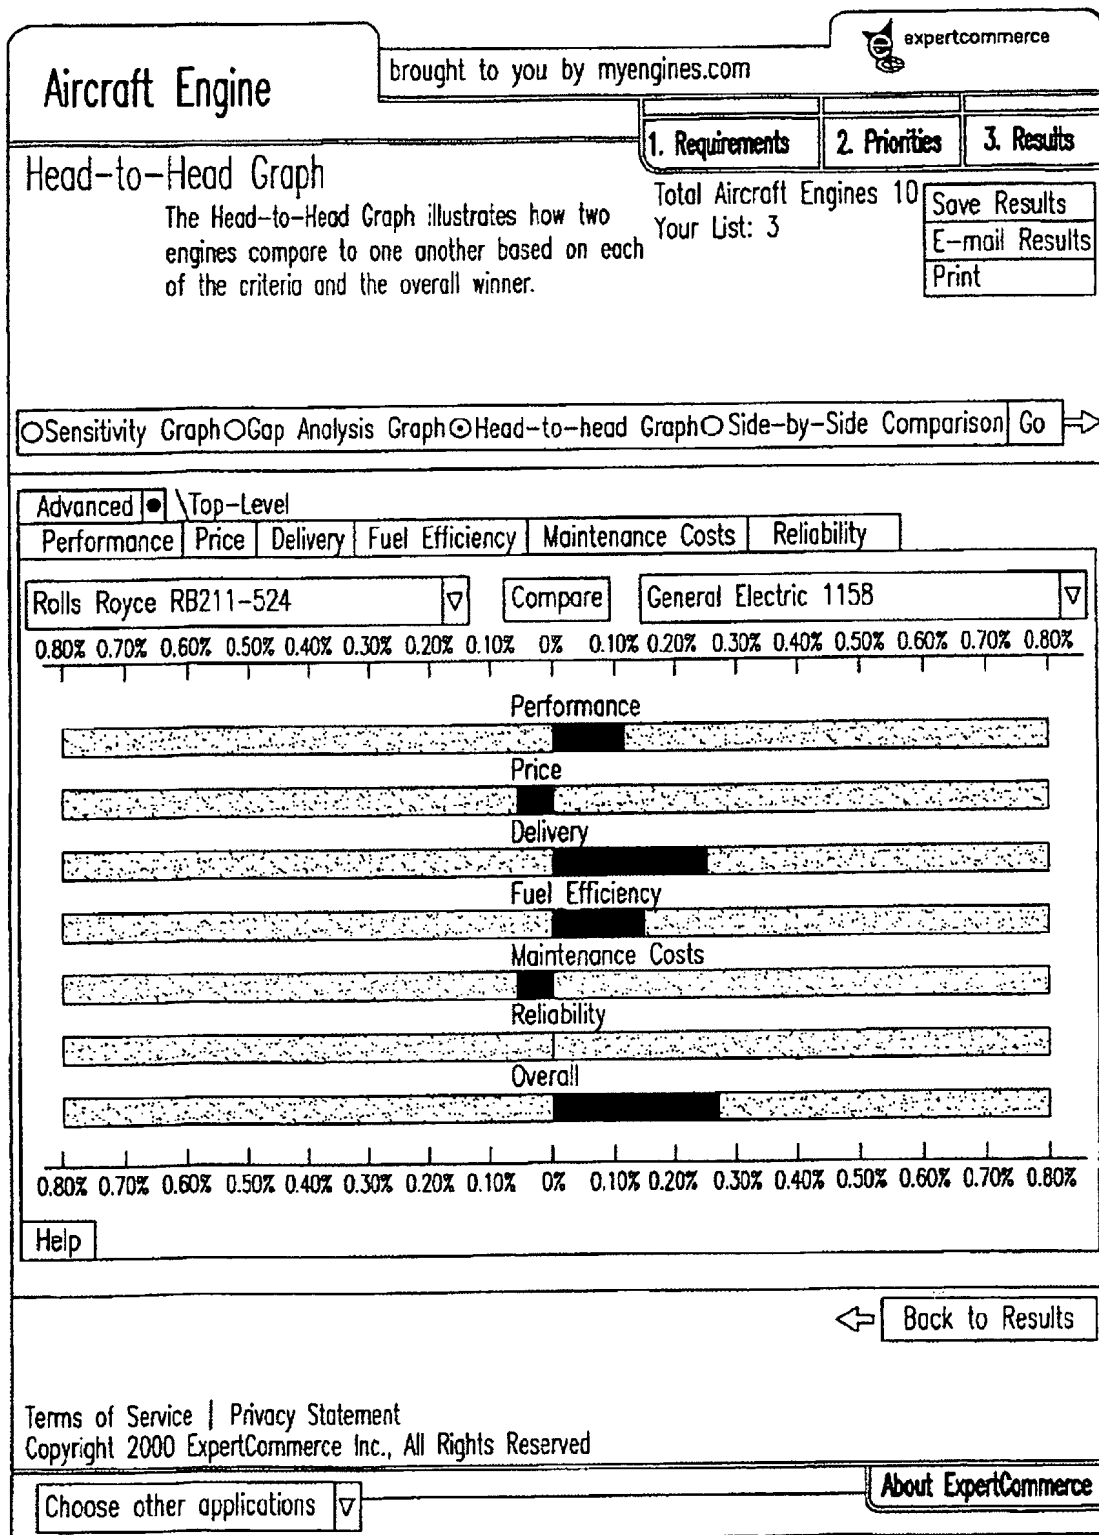 expertcommerce
Aircraft Engine
brought to you by myengines.com
1. Requirements 2. Priorities 3. Results
Head-to-Head Graph
The Head-to-Head Graph illustrates how two
engines compare to one another based on each
of the criteria and the overall winner.
Total Aircraft Engines 10
Your List: 3
Save Results
E-mail Results
Print
Sensitivity Graph Gap Analysis Graph Head-to-head Graph Side-by-Side Comparison Go
Advanced \Top-Level
Performance Price Delivery Fuel Efficiency Maintenance Costs Reliability
Rolls Royce RB211-524 Compare General Electric 115B
0.80% 0.70% 0.60% 0.50% 0.40% 0.30% 0.20% 0.10% 0% 0.10% 0.20% 0.30% 0.40% 0.50% 0.60% 0.70% 0.80%
Performance
Price
Delivery
Fuel Efficiency
Maintenance Costs
Reliability
Overall
0.80% 0.70% 0.60% 0.50% 0.40% 0.30% 0.20% 0.10% 0% 0.10% 0.20% 0.30% 0.40% 0.50% 0.60% 0.70% 0.80%
Help
Back to Results
Terms of Service | Privacy Statement
Copyright 2000 ExpertCommerce Inc., All Rights Reserved
About ExpertCommerce
Choose other applications